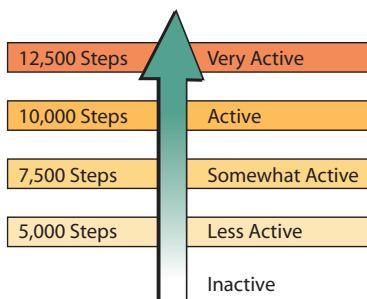 12,500 Steps Very Active
10,000 Steps Active
7,500 Steps Somewhat Active
5,000 Steps Less Active
Inactive